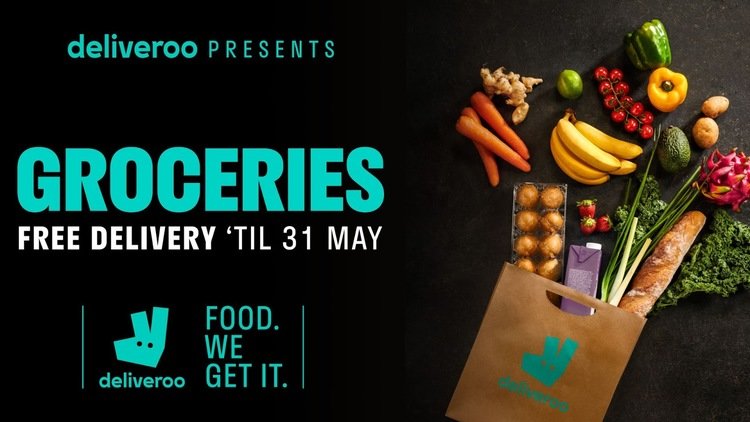 deliveroo PRESENTS
GROCERIES
FREE DELIVERY ‘TIL 31 MAY
FOOD.
WE
GET IT.
deliveroo
deliveroo